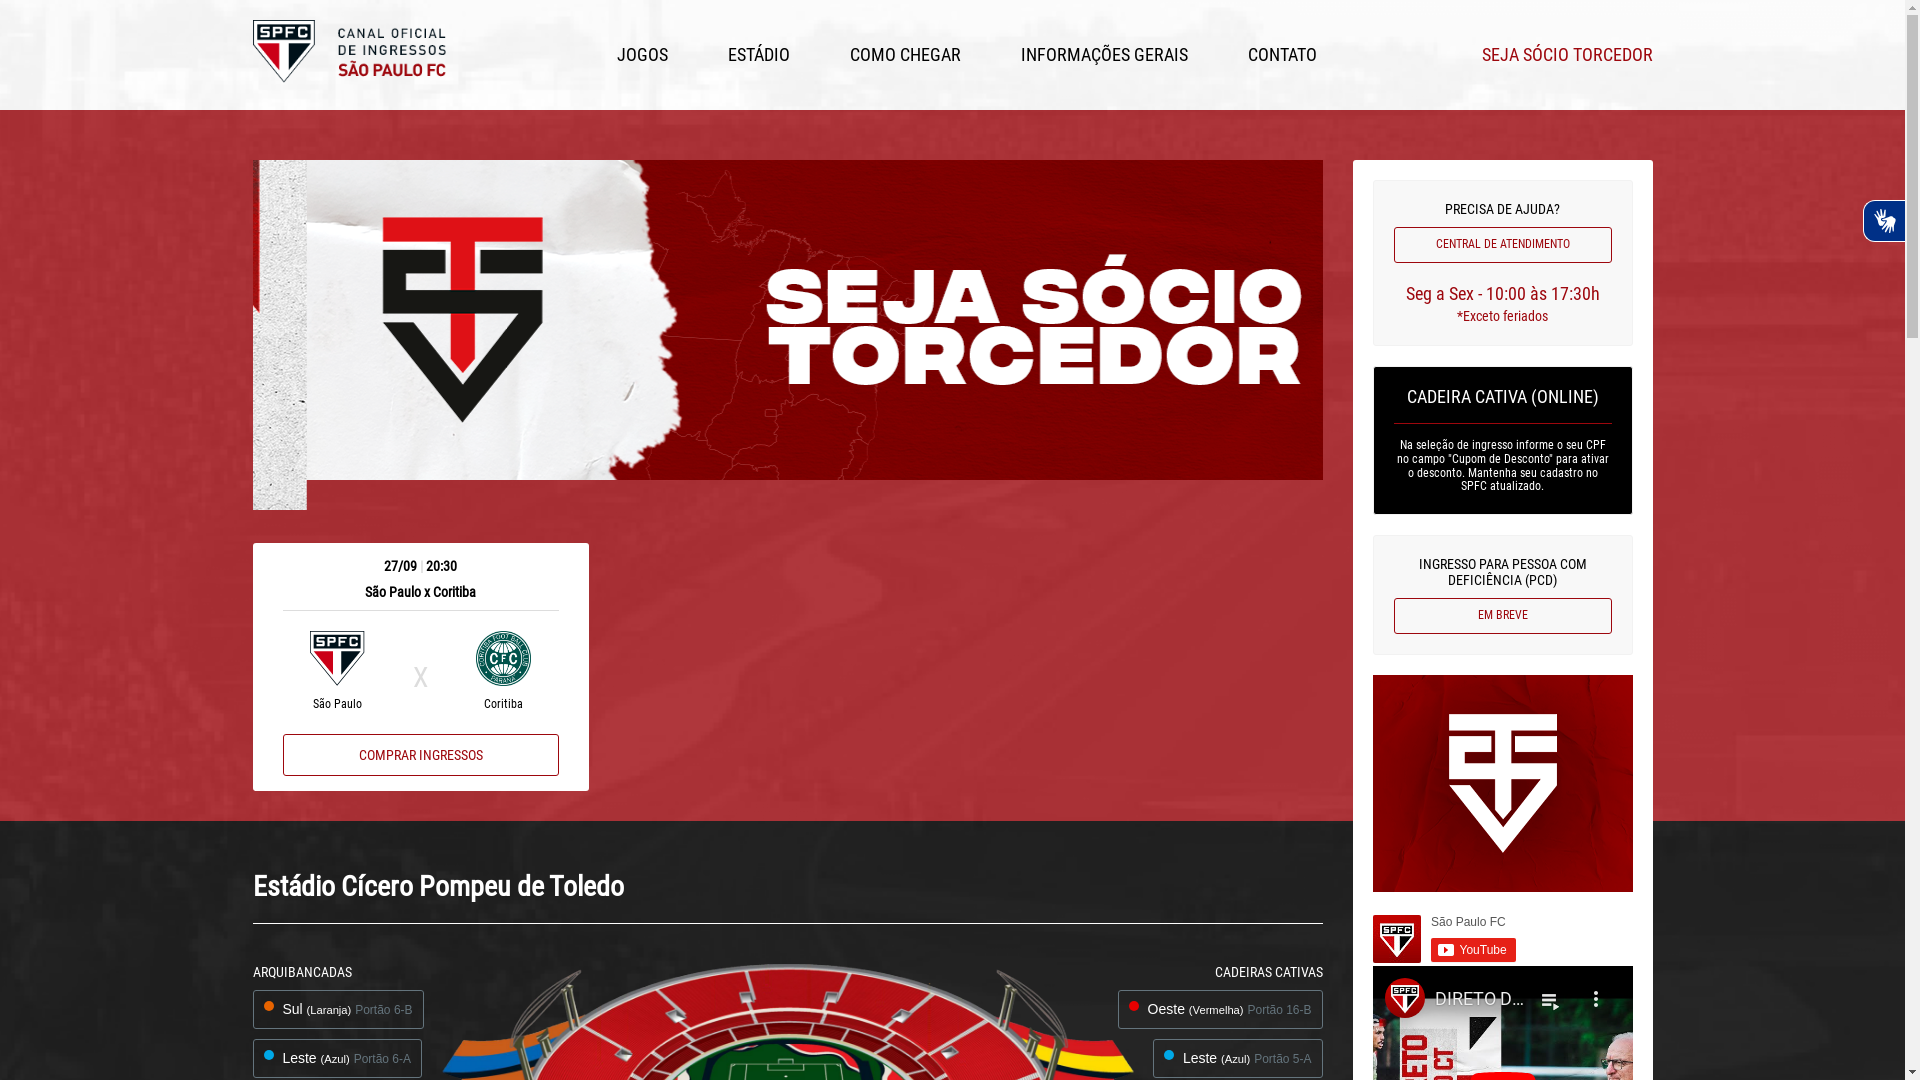 SPFC
CANAL OFICIAL
DE INGRESSOS
SÃO PAULO FC
JOGOS
ESTÁDIO
COMO CHEGAR
INFORMAÇÕES GERAIS
CONTATO
SEJA SÓCIO TORCEDOR
SEJA SÓCIO
TORCEDOR
PRECISA DE AJUDA?
CENTRAL DE ATENDIMENTO
Seg a Sex - 10:00 às 17:30h
*Exceto feriados
CADEIRA CATIVA (ONLINE)
Na seleção de ingresso informe o seu CPF
no campo "Cupom de Desconto" para ativar
o desconto. Mantenha seu cadastro no
SPFC atualizado.
INGRESSO PARA PESSOA COM
DEFICIÊNCIA (PCD)
EM BREVE
27/09 | 20:30
São Paulo x Coritiba
SPFC
X
CFC
São Paulo
Coritiba
COMPRAR INGRESSOS
Estádio Cícero Pompeu de Toledo
ARQUIBANCADAS
Sul (Laranja) Portão 6-B
Leste (Azul) Portão 6-A
CADEIRAS CATIVAS
Oeste (Vermelha) Portão 16-B
Leste (Azul) Portão 5-A
SPFC
São Paulo FC
YouTube
SPFC
DIRETO D...